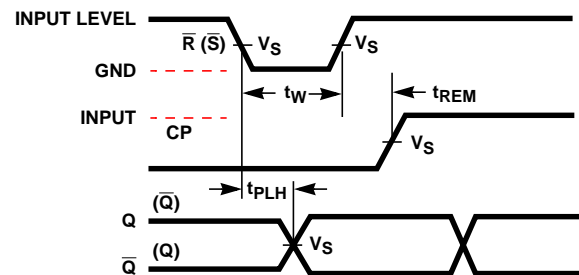 INPUT LEVEL
R̅ (S̅) VS VS
GND
tW tREM
INPUT
CP VS
tPLH
Q (Q̅)
VS
Q̅ (Q)